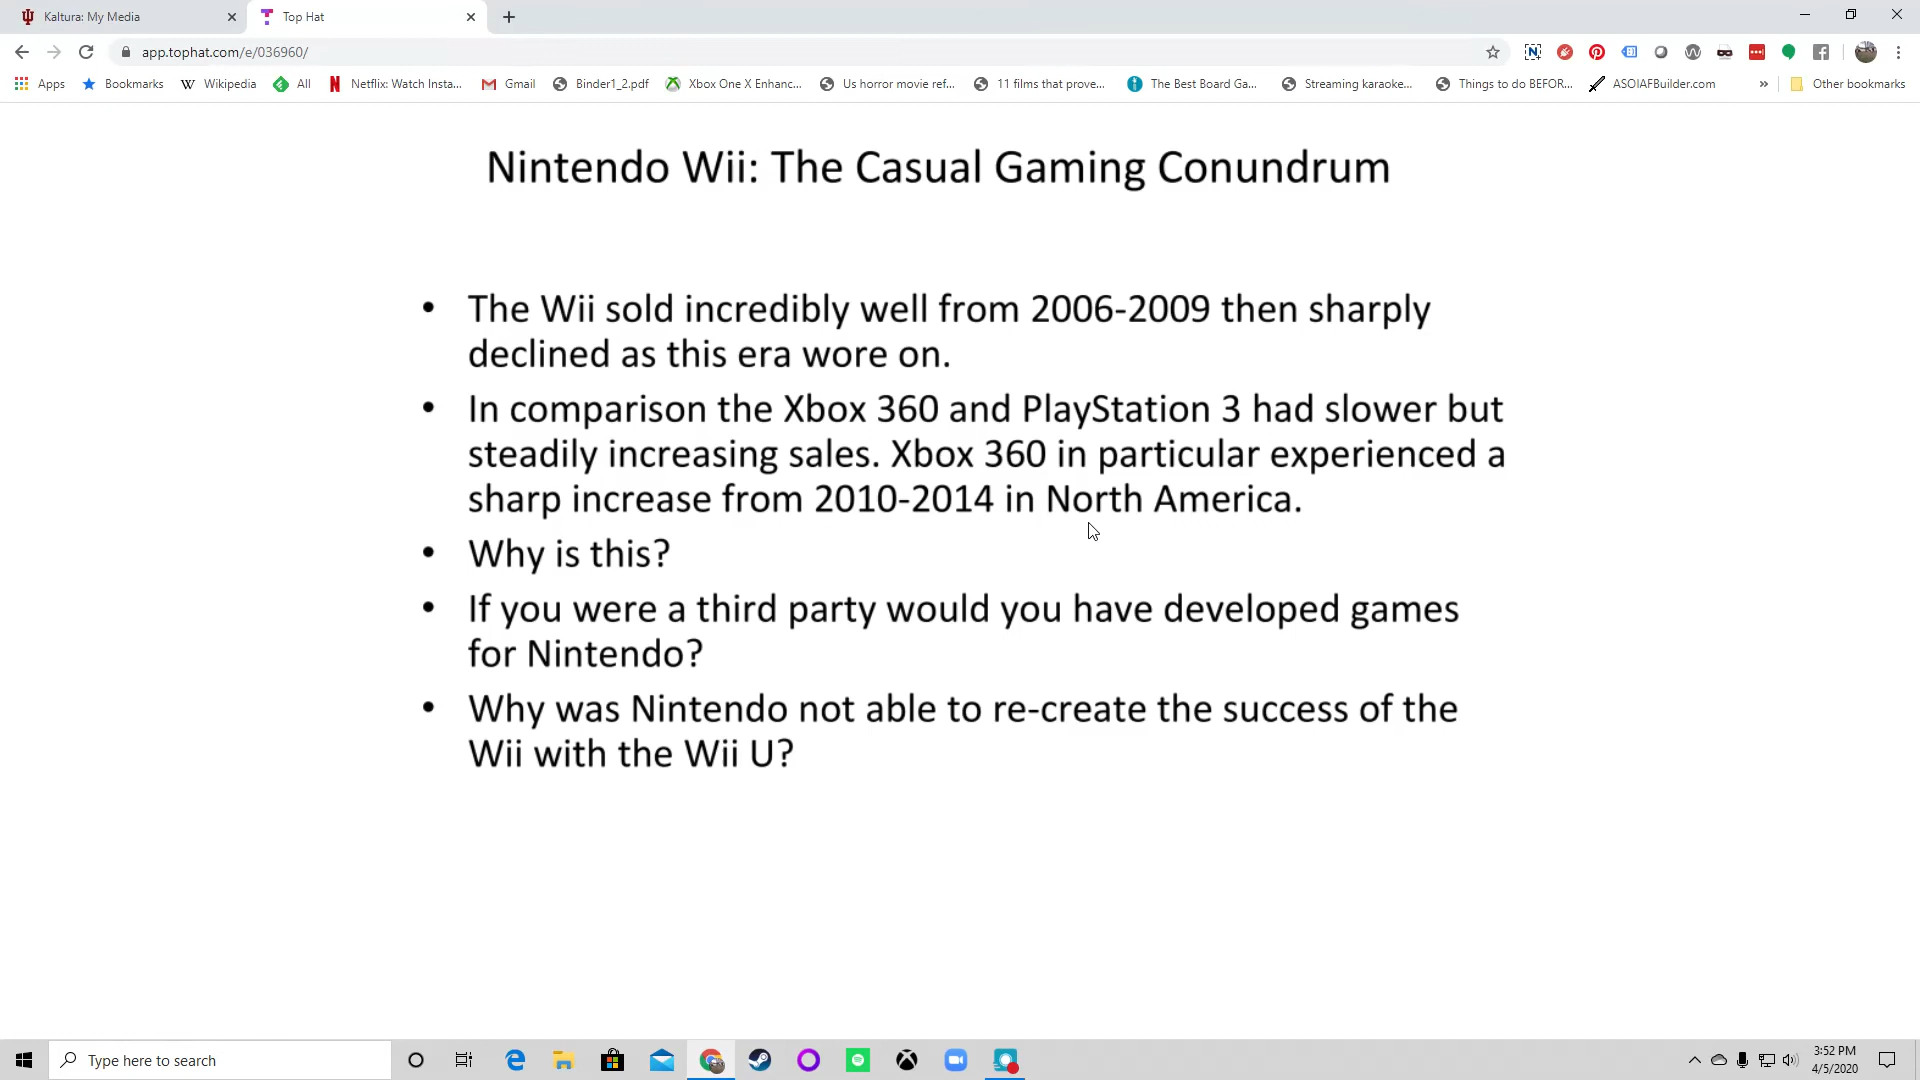 Kaltura: My Media
Top Hat
app.tophat.com/e/036960/
Apps
Bookmarks
Wikipedia
All
Netflix: Watch Insta...
Gmail
Binder1_2.pdf
Xbox One X Enhanc...
Us horror movie ref...
11 films that prove...
The Best Board Ga...
Streaming karaoke...
Things to do BEFOR...
ASOIAFBuilder.com
»
Other bookmarks
Nintendo Wii: The Casual Gaming Conundrum
• The Wii sold incredibly well from 2006-2009 then sharply
declined as this era wore on.
• In comparison the Xbox 360 and PlayStation 3 had slower but
steadily increasing sales. Xbox 360 in particular experienced a
sharp increase from 2010-2014 in North America.
• Why is this?
• If you were a third party would you have developed games
for Nintendo?
• Why was Nintendo not able to re-create the success of the
Wii with the Wii U?
Type here to search
3:52 PM
4/5/2020